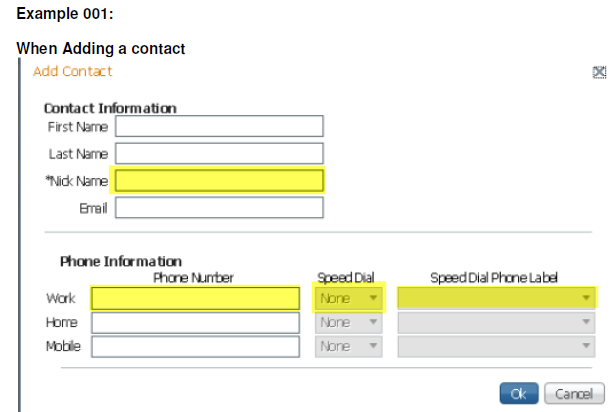 Example 001:
When Adding a contact
Add Contact
Contact Information
First Name
Last Name
*Nick Name
Email
Phone Information
Phone Number Speed Dial Speed Dial Phone Label
Work None
Home None
Mobile None
Ok Cancel